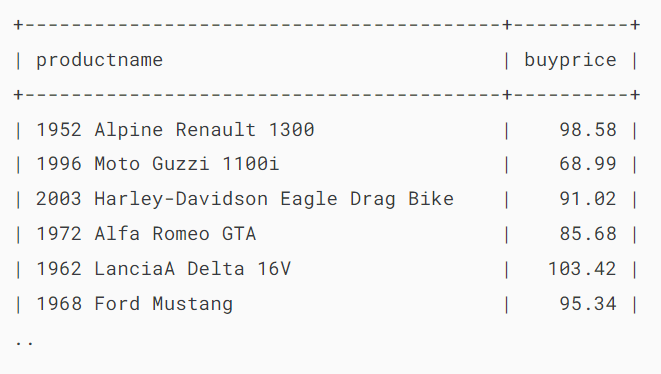 +-----------------------------------------+----------+
| productname                             | buyprice |
+-----------------------------------------+----------+
| 1952 Alpine Renault 1300                |    98.58 |
| 1996 Moto Guzzi 1100i                   |    68.99 |
| 2003 Harley-Davidson Eagle Drag Bike    |    91.02 |
| 1972 Alfa Romeo GTA                     |    85.68 |
| 1962 LanciaA Delta 16V                  |   103.42 |
| 1968 Ford Mustang                       |    95.34 |
..